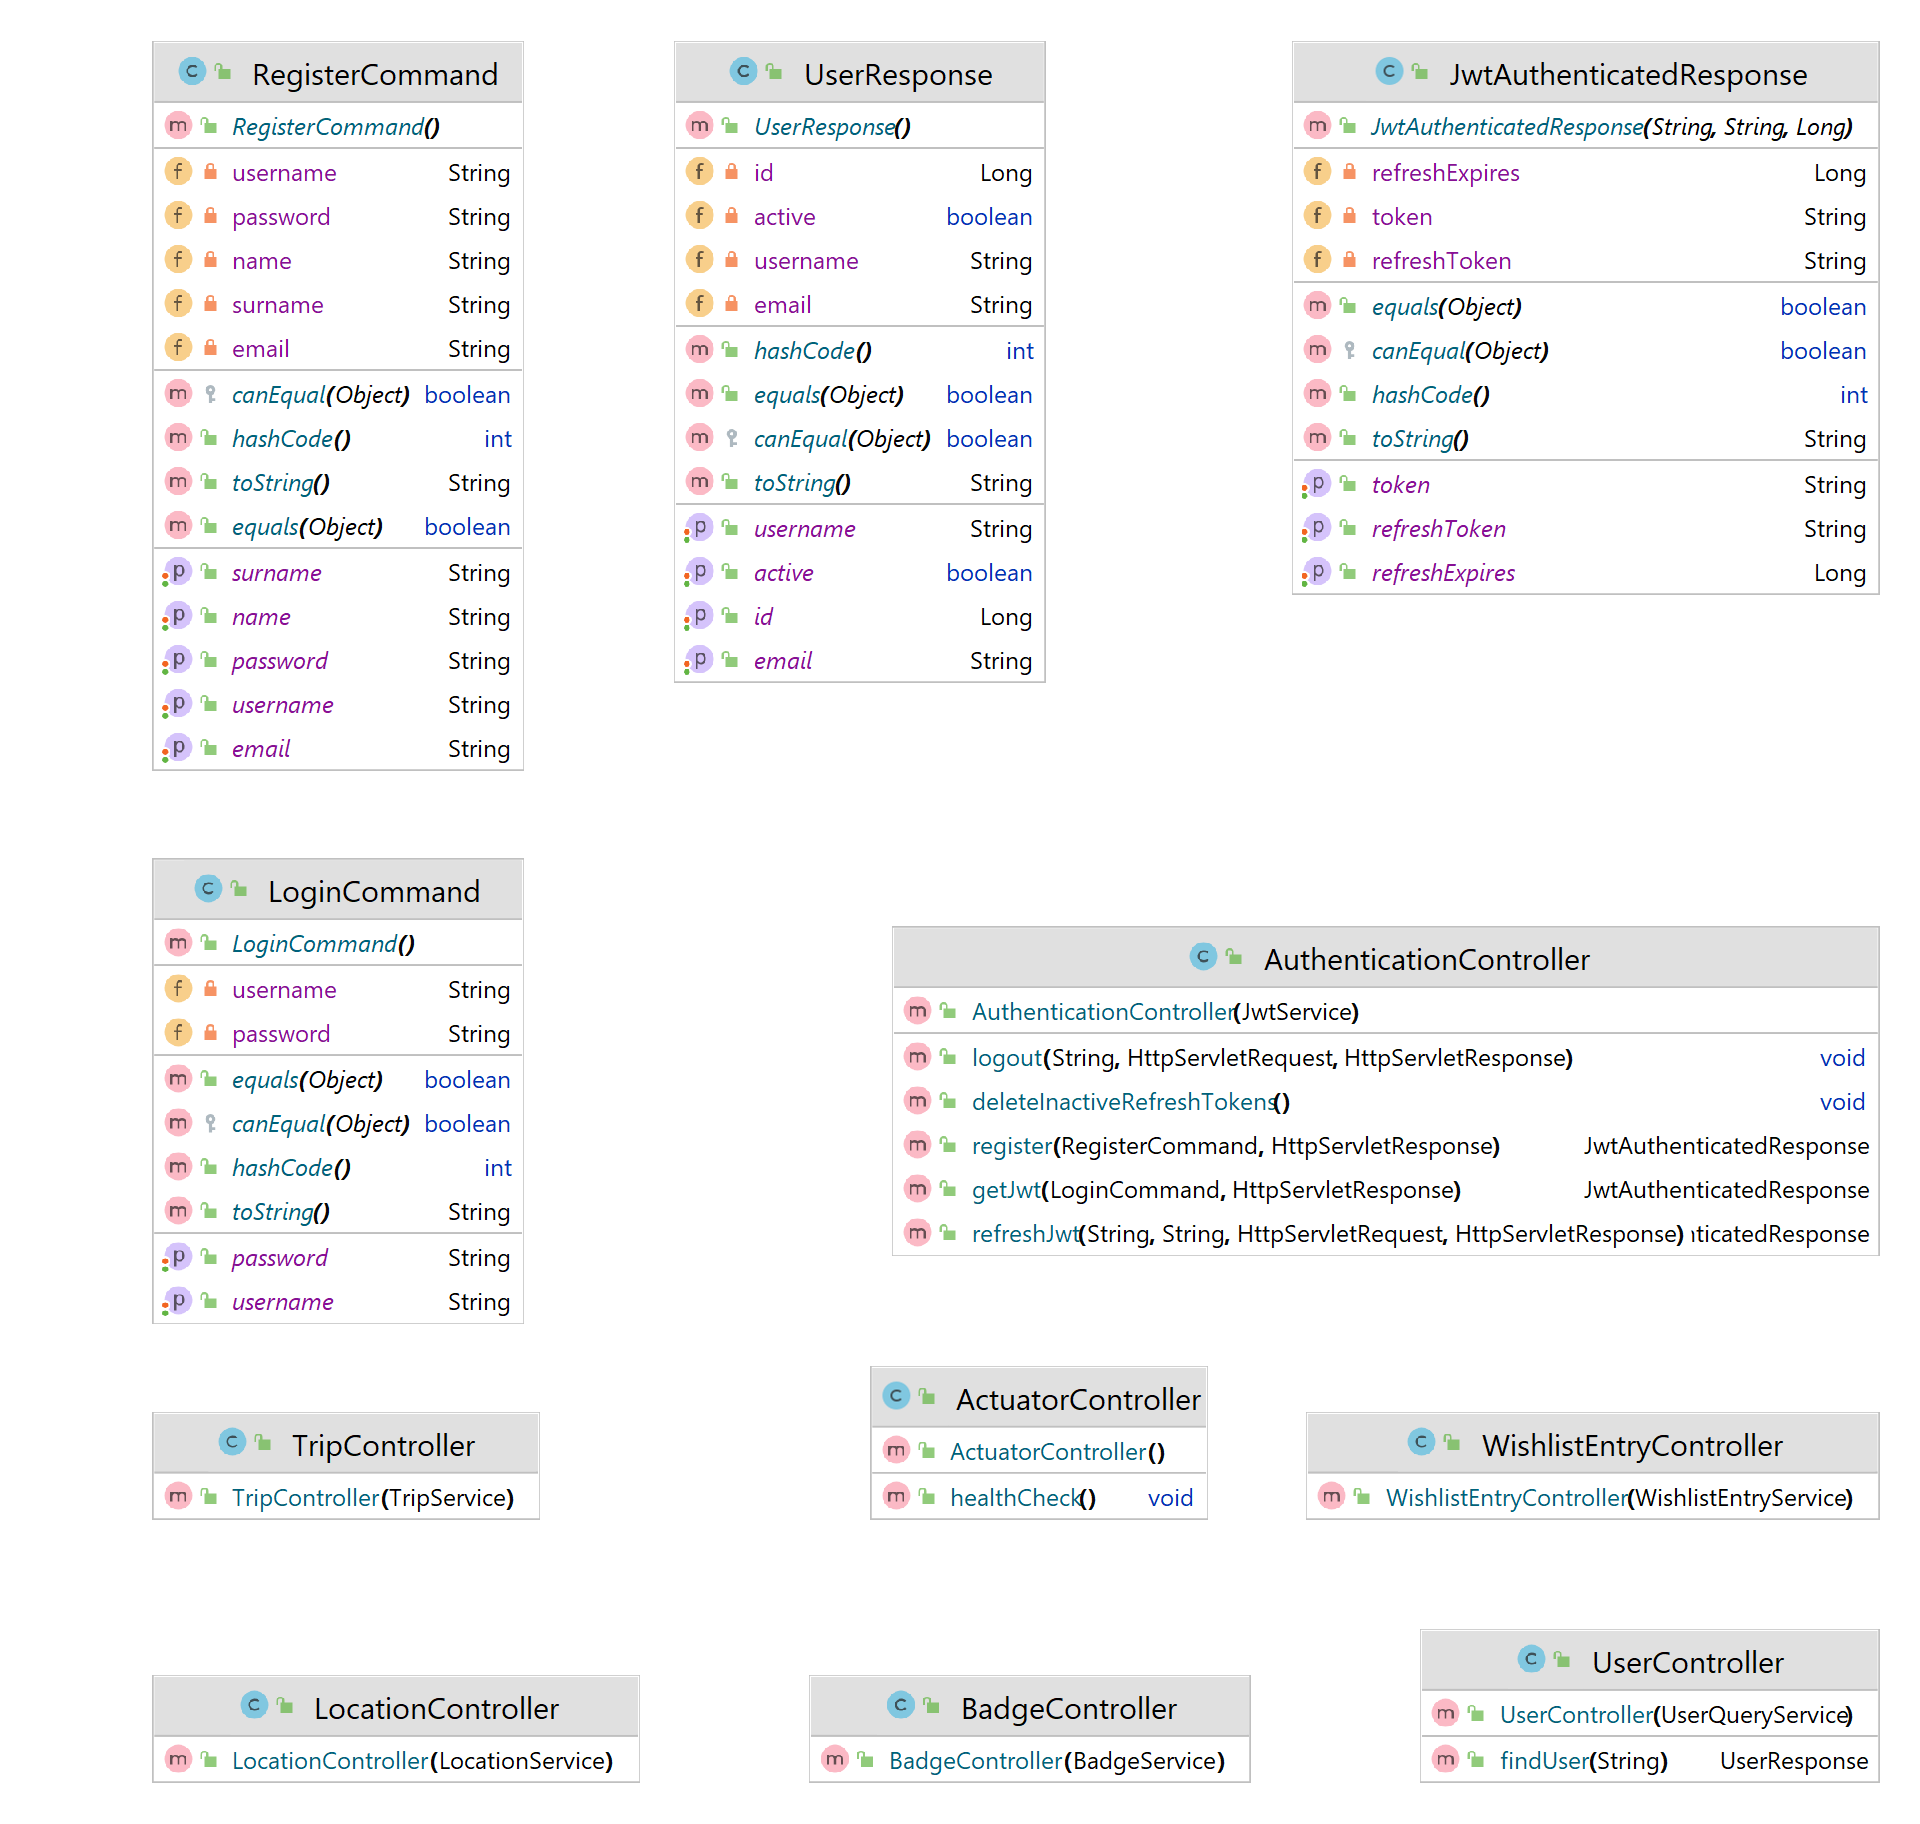 RegisterCommand
RegisterCommand()
username String
password String
name String
surname String
email String
canEqual(Object) boolean
hashCode() int
toString() String
equals(Object) boolean
surname String
name String
password String
username String
email String
UserResponse
UserResponse()
id Long
active boolean
username String
email String
hashCode() int
equals(Object) boolean
canEqual(Object) boolean
toString() String
username String
active boolean
id Long
email String
JwtAuthenticatedResponse
JwtAuthenticatedResponse(String, String, Long)
refreshExpires Long
token String
refreshToken String
equals(Object) boolean
canEqual(Object) boolean
hashCode() int
toString() String
token String
refreshToken String
refreshExpires Long
LoginCommand
LoginCommand()
username String
password String
equals(Object) boolean
canEqual(Object) boolean
hashCode() int
toString() String
password String
username String
AuthenticationController
AuthenticationController(JwtService)
logout(String, HttpServletRequest, HttpServletResponse) void
deleteInactiveRefreshTokens() void
register(RegisterCommand, HttpServletResponse) JwtAuthenticatedResponse
getJwt(LoginCommand, HttpServletResponse) JwtAuthenticatedResponse
refreshJwt(String, String, HttpServletRequest, HttpServletResponse) ticatedResponse
TripController
TripController(TripService)
ActuatorController
ActuatorController()
healthCheck() void
WishlistEntryController
WishlistEntryController(WishlistEntryService)
LocationController
LocationController(LocationService)
BadgeController
BadgeController(BadgeService)
UserController
UserController(UserQueryService)
findUser(String) UserResponse